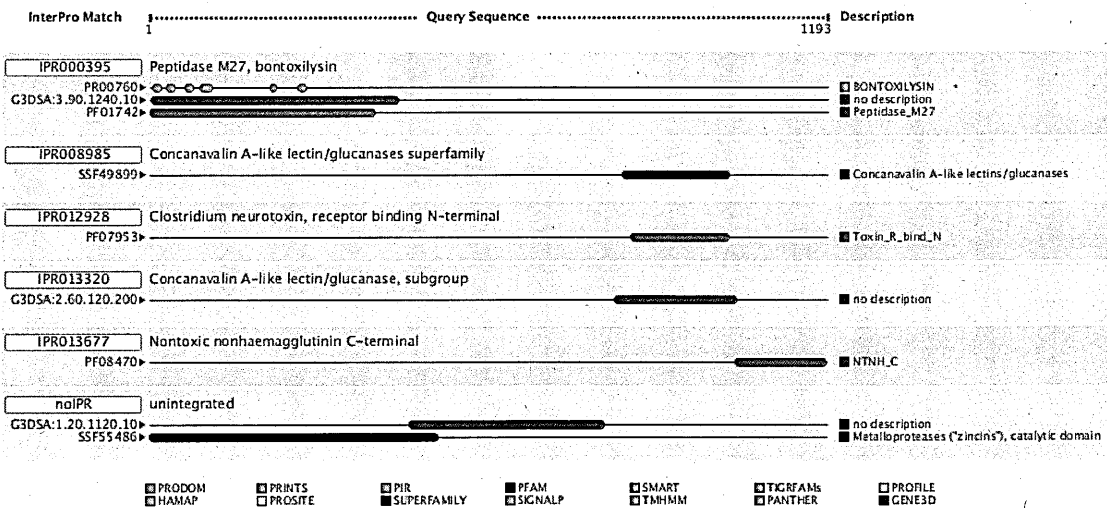 InterPro Match Query Sequence Description
1 1193
IPR000395 Peptidase M27, bontoxilysin
PR00760 BONTOXILYSIN
G3DSA:3.90.1240.10 no description
PF01742 Peptidase_M27
IPR008985 Concanavalin A-like lectin/glucanases superfamily
SSF49899 Concanavalin A-like lectins/glucanases
IPR012928 Clostridium neurotoxin, receptor binding N-terminal
PF07953 Toxin_R_bind_N
IPR013320 Concanavalin A-like lectin/glucanase, subgroup
G3DSA:2.60.120.200 no description
IPR013677 Nontoxic nonhaemagglutinin C-terminal
PF08470 NTNH_C
noIPR unintegrated
G3DSA:1.20.1120.10 no description
SSF55486 Metalloproteases ("zincins"), catalytic domain
PRODOM PRINTS PIR PFAM SMART TIGRFAMs PROFILE
HAMAP PROSITE SUPERFAMILY SIGNALP TMHMM PANTHER GENE3D